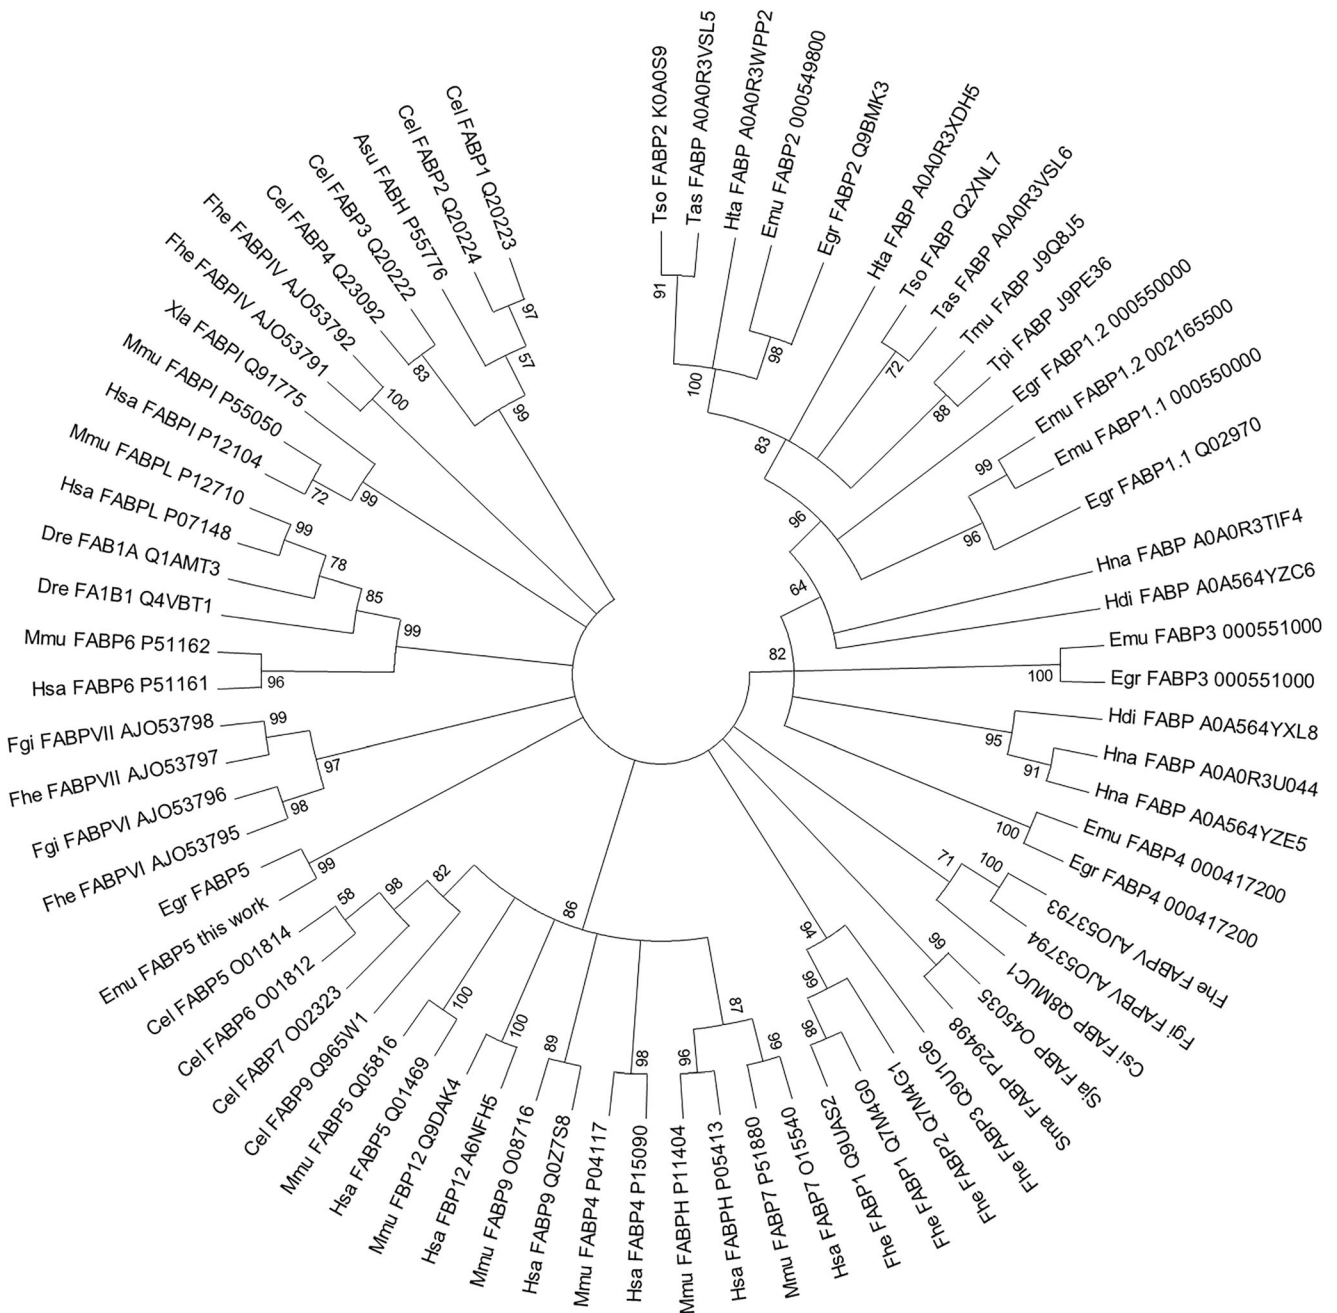 Tso FABP2 K0A0S9
Tas FABP A0A0R3VSL5
Hta FABP A0A0R3WPP2
Emu FABP2 000549800
Egr FABP2 Q9BMK3
Hta FABP A0A0R3XDH5
Tso FABP Q2XNL7
Tas FABP A0A0R3VSL6
Tmu FABP J9Q8J5
Tpi FABP J9PE36
Egr FABP1.2 000550000
Emu FABP1.2 002165500
Emu FABP1.1 000550000
Egr FABP1.1 Q02970
Hna FABP A0A0R3TIF4
Hdi FABP A0A564YZC6
Emu FABP3 000551000
Egr FABP3 000551000
Hdi FABP A0A564YXL8
Hna FABP A0A0R3U044
Hna FABP A0A564YZE5
Emu FABP4 000417200
Egr FABP4 000417200
Fhe FABPV AJO53793
Fgi FAPBV AJO53794
Csi FABP Q8MUC1
Sja FABP O45035
Sma FABP P29498
Fhe FABP3 Q9U1G6
Fhe FABP2 Q7M4G1
Fhe FABP1 Q7M4G0
Fhe FABP1 Q9UAS2
Hsa FABP7 O15540
Mmu FABP7 P51880
Hsa FABPH P05413
Mmu FABPH P11404
Hsa FABP4 P15090
Mmu FABP4 P04117
Hsa FABP9 Q0Z7S8
Mmu FABP9 O08716
Hsa FBP12 A6NFH5
Mmu FBP12 Q9DAK4
Hsa FABP5 Q01469
Mmu FABP5 Q05816
Cel FABP9 Q965W1
Cel FABP7 O02323
Cel FABP6 O01812
Cel FABP5 O01814
Emu FABP5 this work
Egr FABP5
Fhe FABPVI AJO53795
Fgi FABPVI AJO53796
Fhe FABPVII AJO53797
Fgi FABPVII AJO53798
Hsa FABP6 P51161
Mmu FABP6 P51162
Dre FA1B1 Q4VBT1
Dre FAB1A Q1AMT3
Hsa FABPL P07148
Mmu FABPL P12710
Hsa FABPI P12104
Mmu FABPI P55050
Xla FABPI Q91775
Fhe FABPIV AJO53791
Fhe FABPIV AJO53792
Cel FABP4 Q23092
Cel FABP3 Q20222
Asu FABH P55776
Cel FABP2 Q20224
Cel FABP1 Q20223
91
100
98
83
72
88
96
99
96
64
82
100
95
91
100
100
71
99
94
99
98
99
87
96
98
89
100
100
86
82
98
58
99
98
97
99
96
99
85
78
99
72
99
100
83
99
57
97